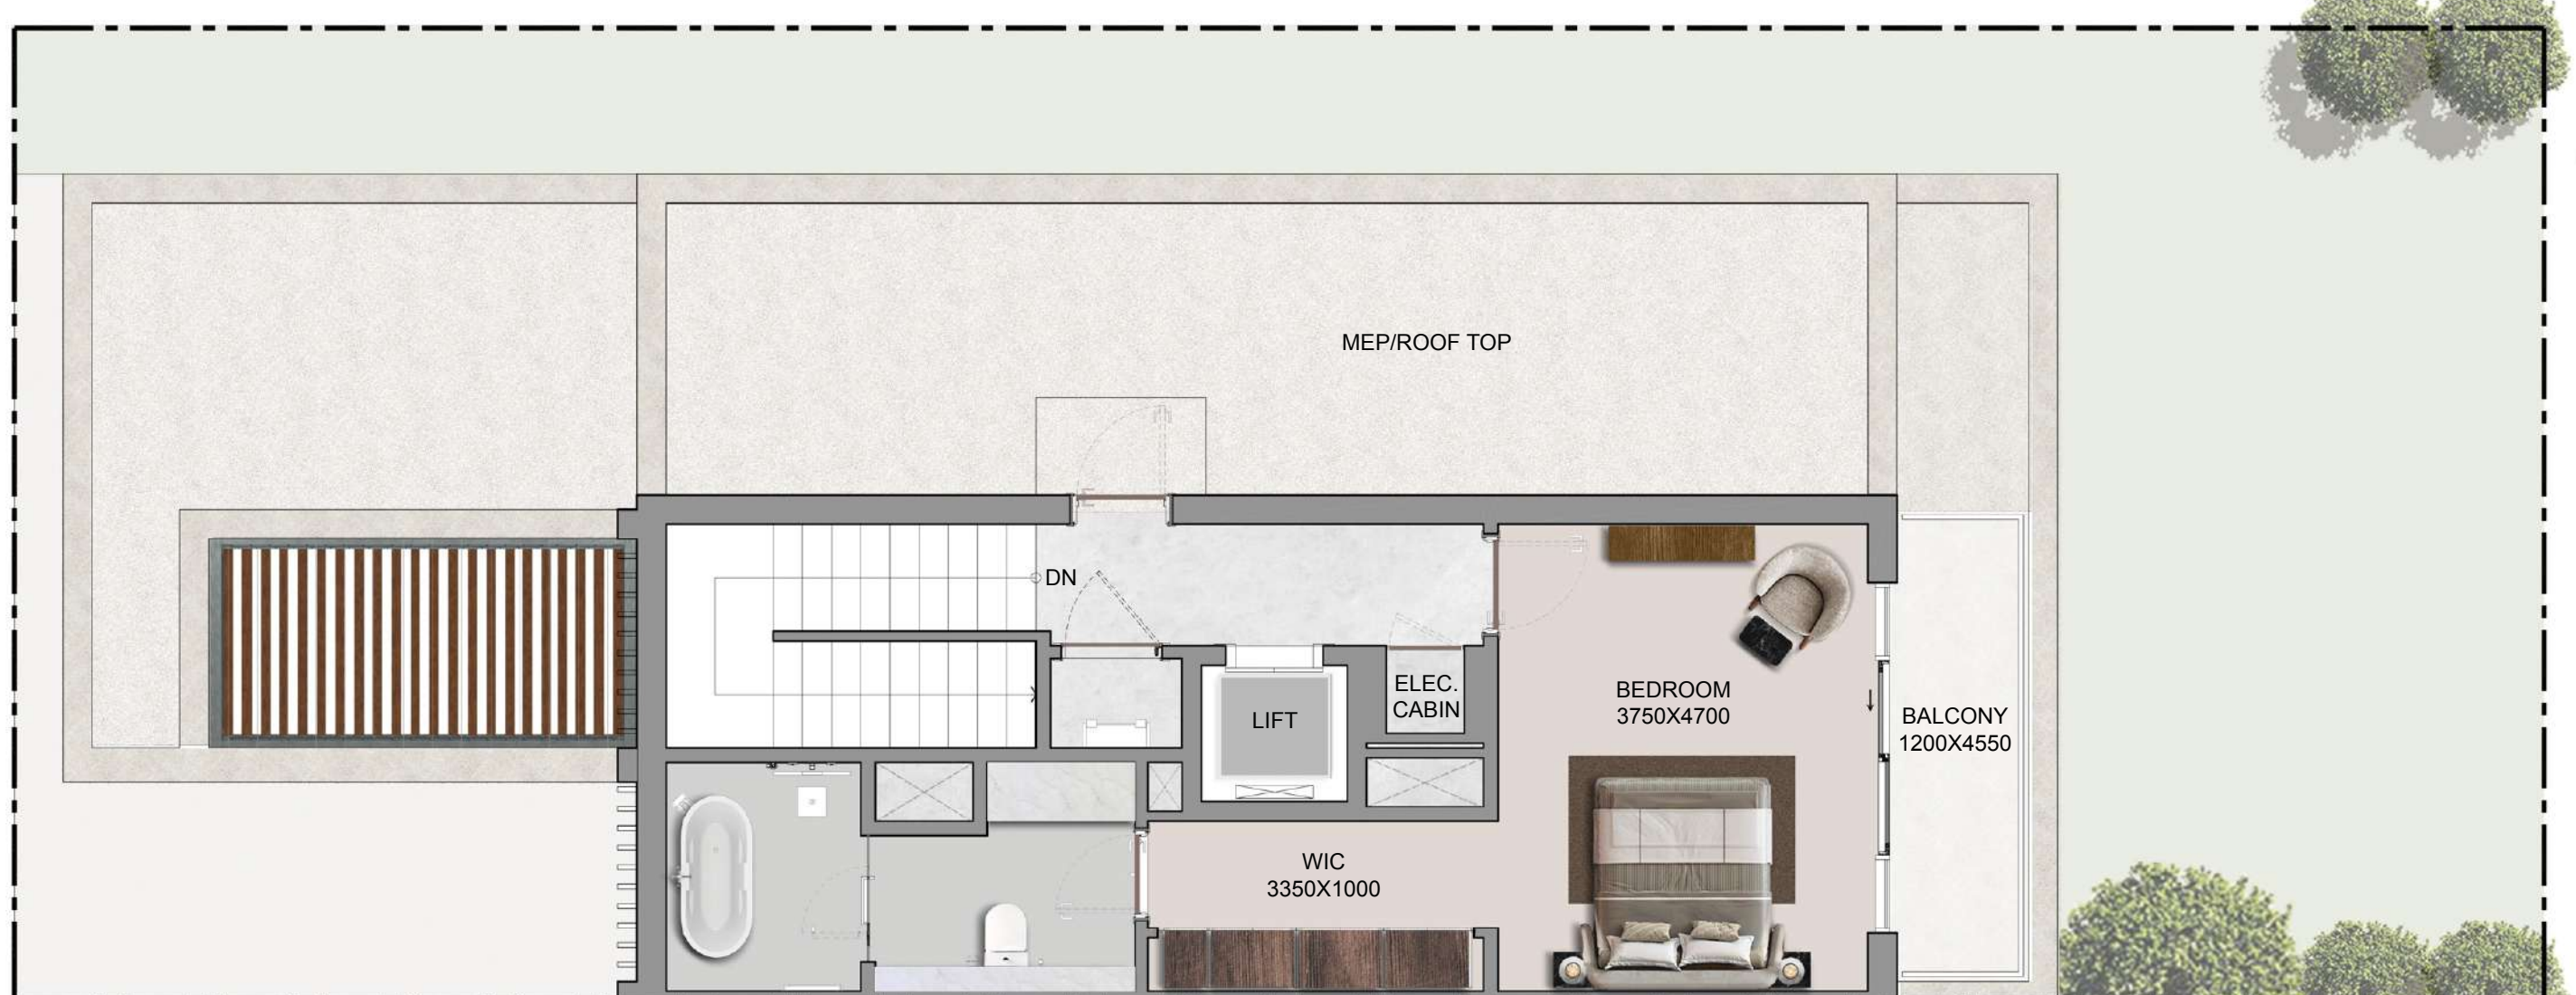 MEP/ROOF TOP
DN
ELEC.
CABIN
LIFT
BEDROOM
3750X4700
BALCONY
1200X4550
WIC
3350X1000